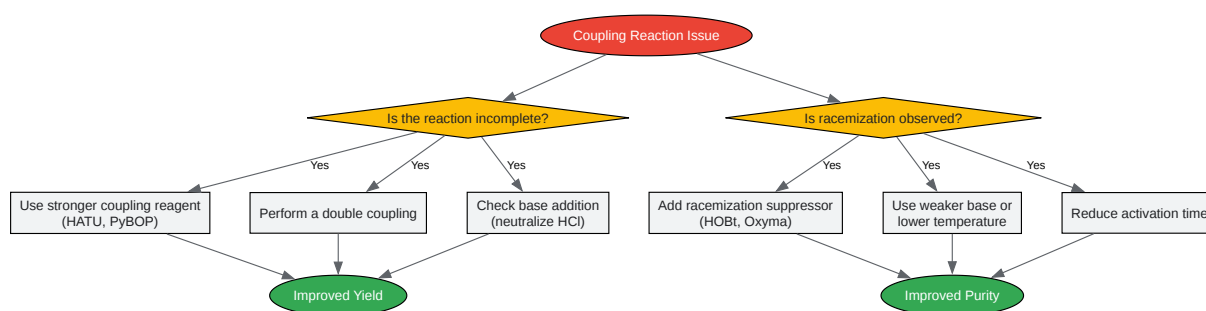 Coupling Reaction Issue
Is the reaction incomplete?
Is racemization observed?
Yes
Yes
Yes
Yes
Yes
Yes
Use stronger coupling reagent
(HATU, PyBOP)
Perform a double coupling
Check base addition
(neutralize HCl)
Add racemization suppressor
(HOBt, Oxyma)
Use weaker base or
lower temperature
Reduce activation time
Improved Yield
Improved Purity